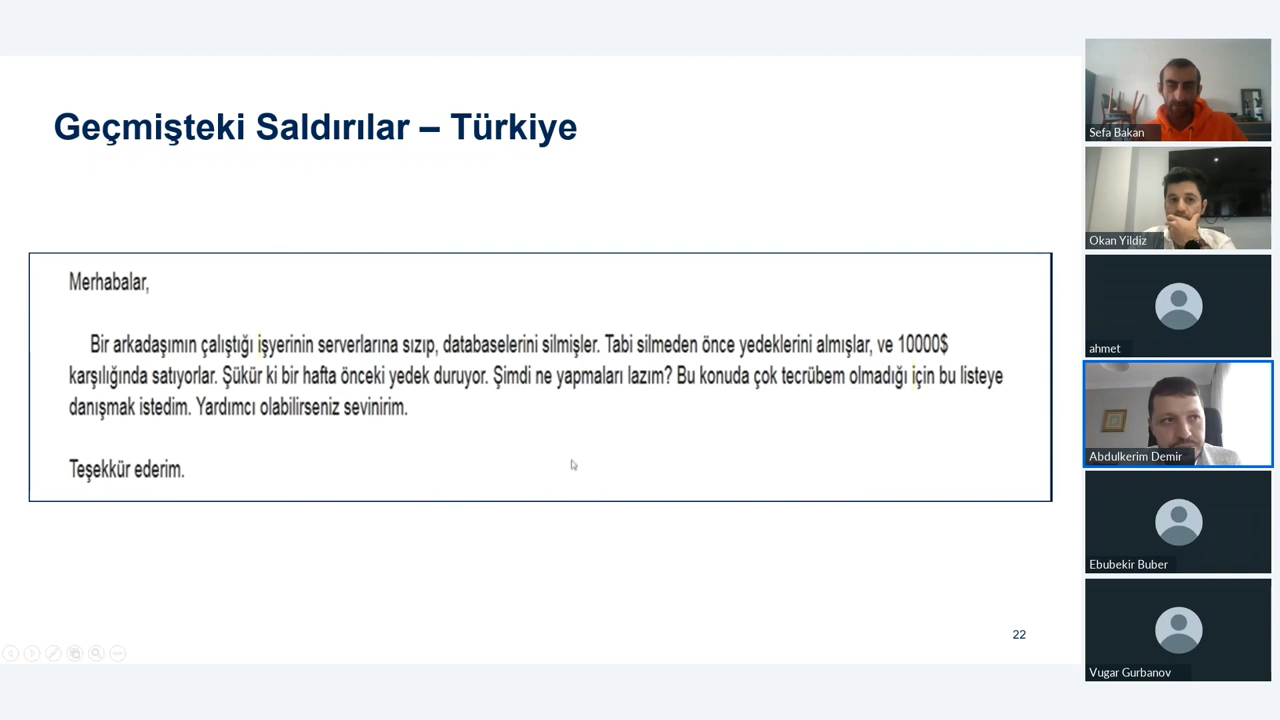 Geçmişteki Saldırılar – Türkiye
Merhabalar,
Bir arkadaşımın çalıştığı işyerinin serverlarına sızıp, databaselerini silmişler. Tabi silmeden önce yedeklerini almışlar, ve 10000$
karşılığında satıyorlar. Şükür ki bir hafta önceki yedek duruyor. Şimdi ne yapmaları lazım? Bu konuda çok tecrübem olmadığı için bu listeye
danışmak istedim. Yardımcı olabilirseniz sevinirim.
Teşekkür ederim.
22
Sefa Bakan
Okan Yildiz
ahmet
Abdulkerim Demir
Ebubekir Buber
Vugar Gurbanov